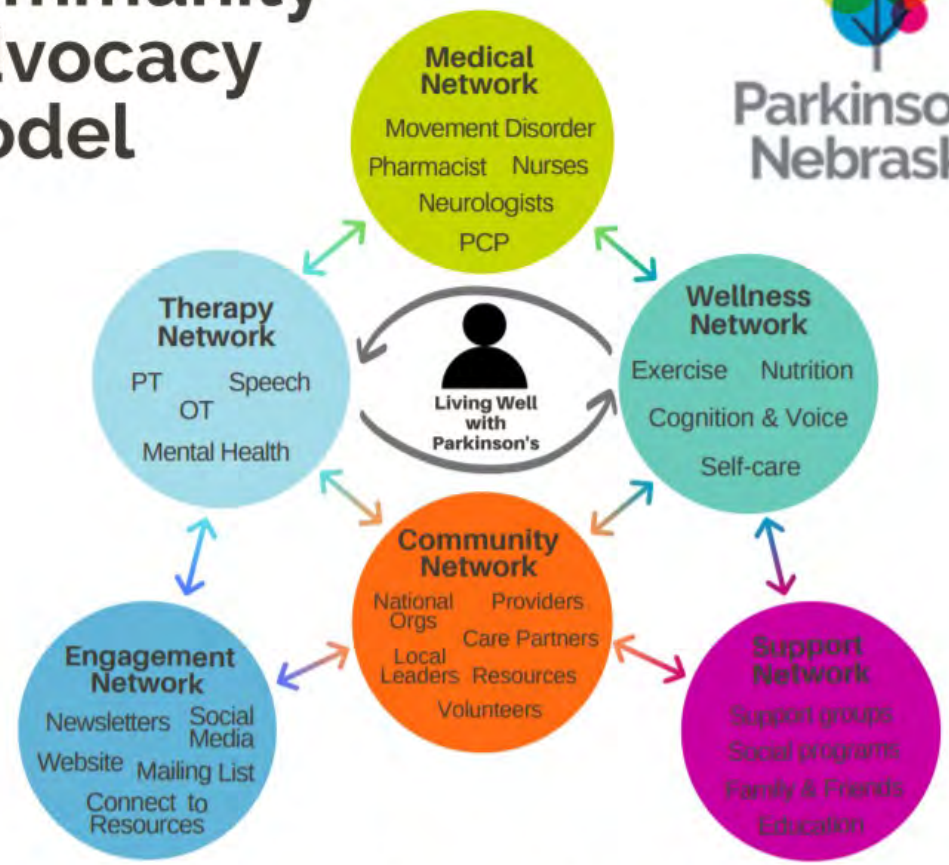 mmunity
dvocacy
odel
Parkinso
Nebrask
Medical
Network
Movement Disorder
Pharmacist Nurses
Neurologists
PCP
Therapy
Network
PT Speech
OT
Mental Health
Living Well
with
Parkinson's
Wellness
Network
Exercise Nutrition
Cognition & Voice
Self-care
Community
Network
National Orgs
Providers
Care Partners
Local Leaders
Resources
Volunteers
Engagement
Network
Newsletters
Social Media
Website
Mailing List
Connect to
Resources
Support
Network
Support groups
Social programs
Family & Friends
Education